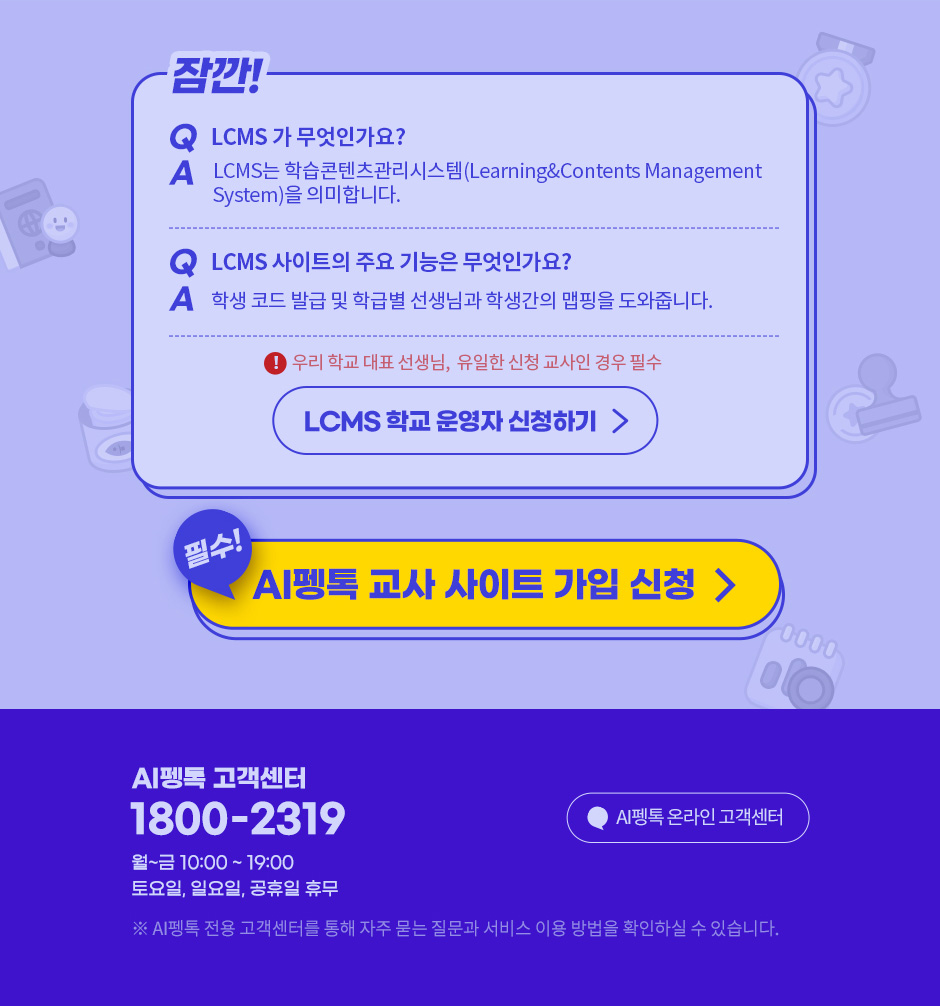 잠깐!
Q LCMS 가 무엇인가요?
A LCMS는 학습콘텐츠관리시스템(Learning&Contents Management
System)을 의미합니다.
Q LCMS 사이트의 주요 기능은 무엇인가요?
A 학생 코드 발급 및 학급별 선생님과 학생간의 맵핑을 도와줍니다.
! 우리 학교 대표 선생님, 유일한 신청 교사인 경우 필수
LCMS 학교 운영자 신청하기
필수!
AI펭톡 교사 사이트 가입 신청
AI펭톡 고객센터
1800-2319
월~금 10:00 ~ 19:00
토요일, 일요일, 공휴일 휴무
AI펭톡 온라인 고객센터
※ AI펭톡 전용 고객센터를 통해 자주 묻는 질문과 서비스 이용 방법을 확인하실 수 있습니다.